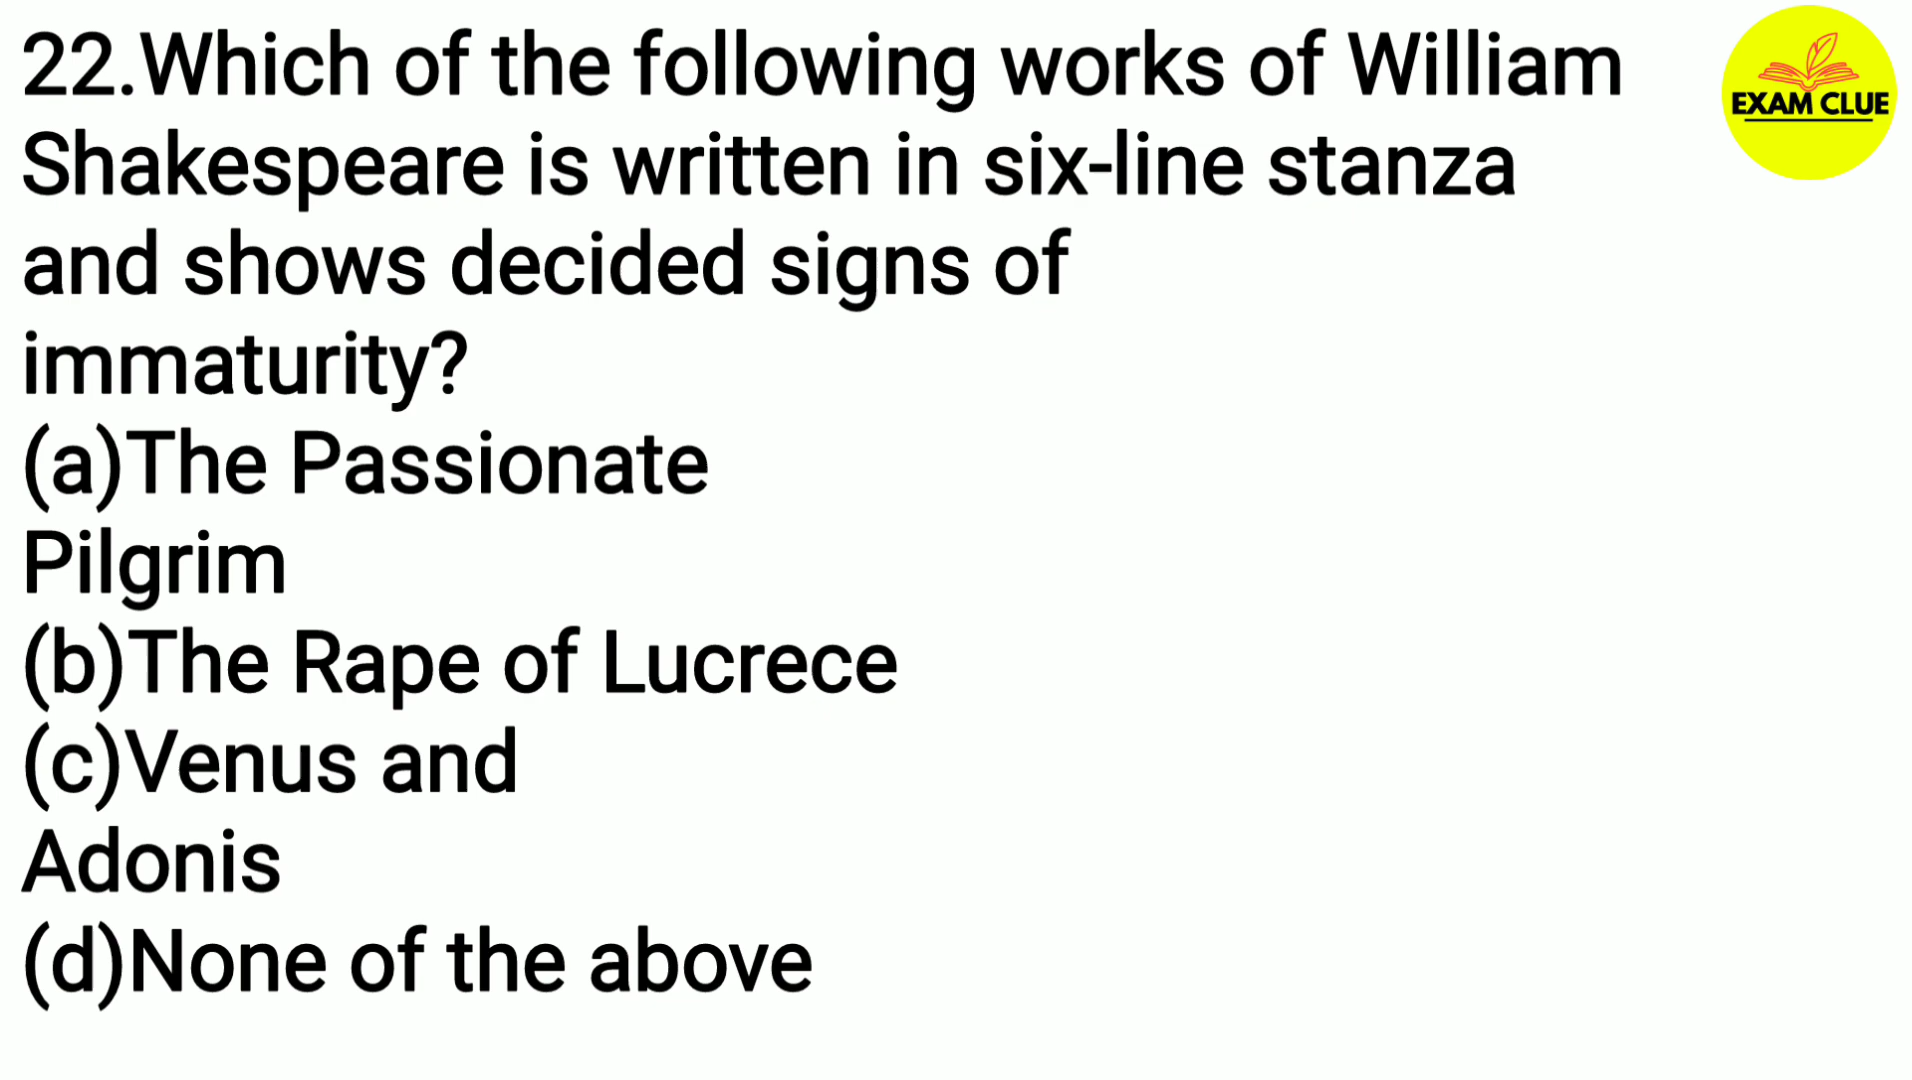 22.Which of the following works of William
Shakespeare is written in six-line stanza
and shows decided signs of
immaturity?
(a)The Passionate
Pilgrim
(b)The Rape of Lucrece
(c)Venus and
Adonis
(d)None of the above
EXAM CLUE